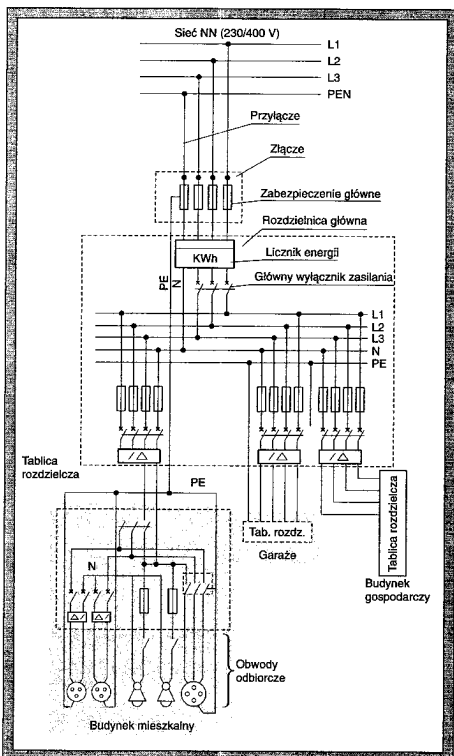 Sieć NN (230/400 V)
L1
L2
L3
PEN
Przyłącze
Złącze
Zabezpieczenie główne
Rozdzielnica główna
KWh
Licznik energii
PE
N
Główny wyłącznik zasilania
L1
L2
L3
N
PE
Tablica
rozdzielcza
PE
Tab. rozdz.
Garaże
Tablica rozdzielcza
Budynek
gospodarczy
N
Obwody
odbiorcze
Budynek mieszkalny